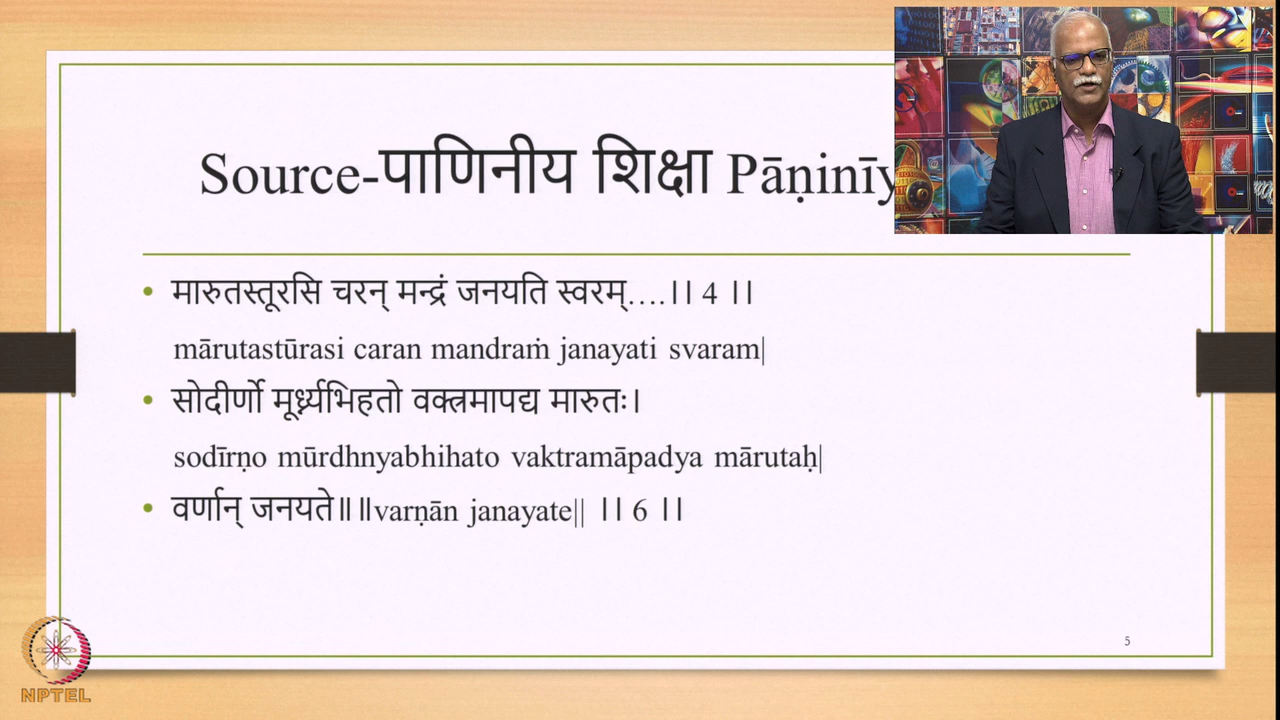 Source-पाणिनीय शिक्षा Pāṇinīy
मारुतस्तूरसि चरन् मन्द्रं जनयति स्वरम्....।। 4 ।।
mārutastūrasi caran mandraṁ janayati svaram|
सोदीर्णो मूर्ध्न्यभिहतो वक्त्रमापद्य मारुतः।
sodīrṇo mūrdhnyabhihato vaktramāpadya mārutaḥ|
वर्णान् जनयते॥ ॥varṇān janayate|| ।। 6 ।।
5
NPTEL